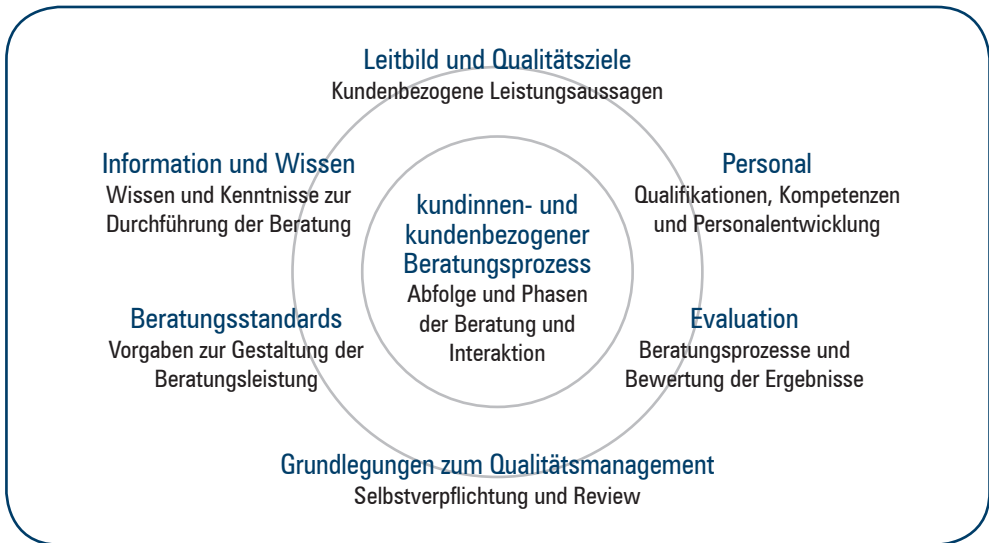 Leitbild und Qualitätsziele
Kundenbezogene Leistungsaussagen
Information und Wissen
Wissen und Kenntnisse zur
Durchführung der Beratung
Personal
Qualifikationen, Kompetenzen
und Personalentwicklung
kundinnen- und
kundenbezogener
Beratungsprozess
Abfolge und Phasen
der Beratung und
Interaktion
Beratungsstandards
Vorgaben zur Gestaltung der
Beratungsleistung
Evaluation
Beratungsprozesse und
Bewertung der Ergebnisse
Grundlegungen zum Qualitätsmanagement
Selbstverpflichtung und Review